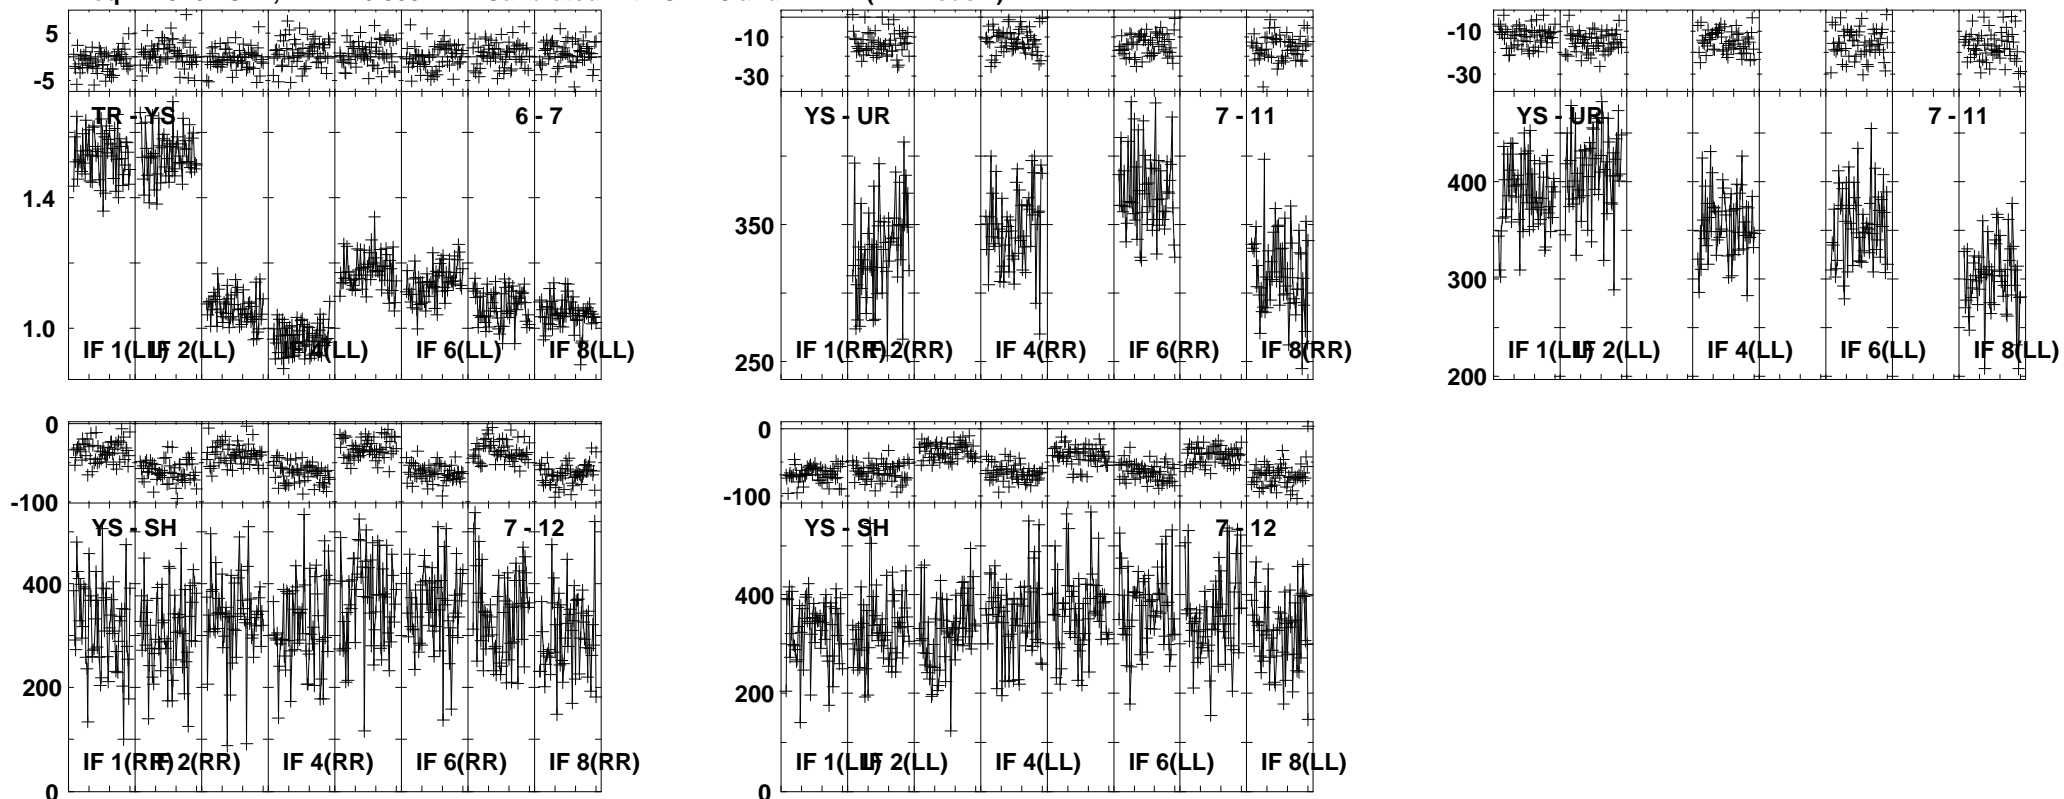 5
-5
TR - YS
6 - 7
1.4
1.0
IF 1(LL)
IF 2(LL)
IF 4(LL)
IF 6(LL)
IF 8(LL)
-10
-30
YS - UR
7 - 11
350
250
IF 1(RR)
IF 2(RR)
IF 4(RR)
IF 6(RR)
IF 8(RR)
-10
-30
YS - UR
7 - 11
400
300
200
IF 1(LL)
IF 2(LL)
IF 4(LL)
IF 6(LL)
IF 8(LL)
0
-100
YS - SH
7 - 12
400
200
0
IF 1(RR)
IF 2(RR)
IF 4(RR)
IF 6(RR)
IF 8(RR)
0
-100
YS - SH
7 - 12
400
200
0
IF 1(LL)
IF 2(LL)
IF 4(LL)
IF 6(LL)
IF 8(LL)